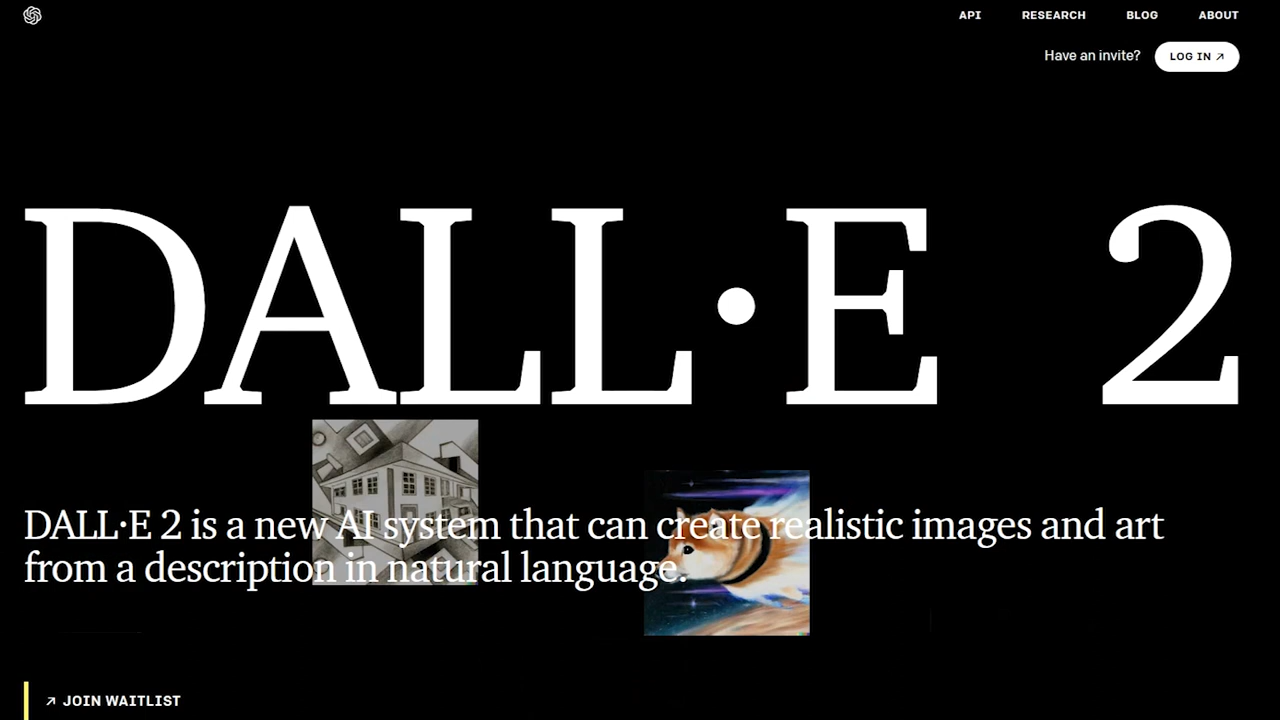 API RESEARCH BLOG ABOUT
Have an invite? LOG IN ↗
DALL·E 2
DALL·E 2 is a new AI system that can create realistic images and art
from a description in natural language.
↗ JOIN WAITLIST